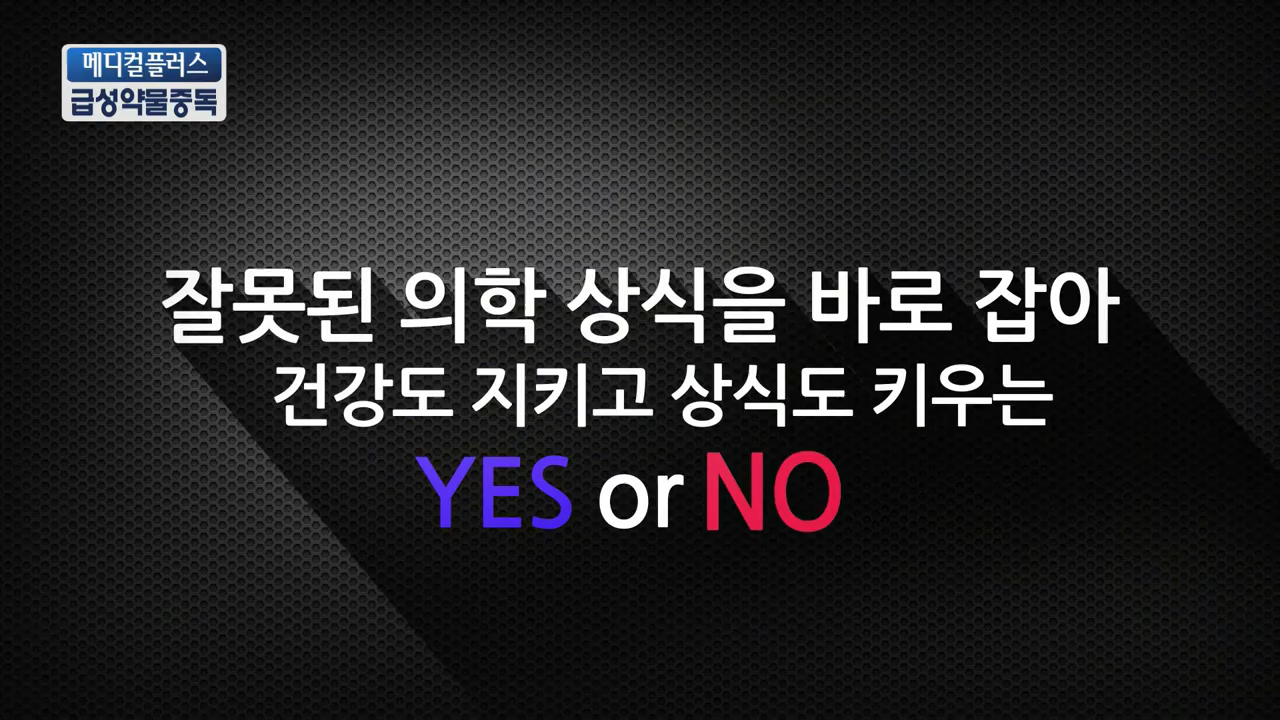 메디컬플러스
급성약물중독
잘못된 의학 상식을 바로 잡아
건강도 지키고 상식도 키우는
YES or NO